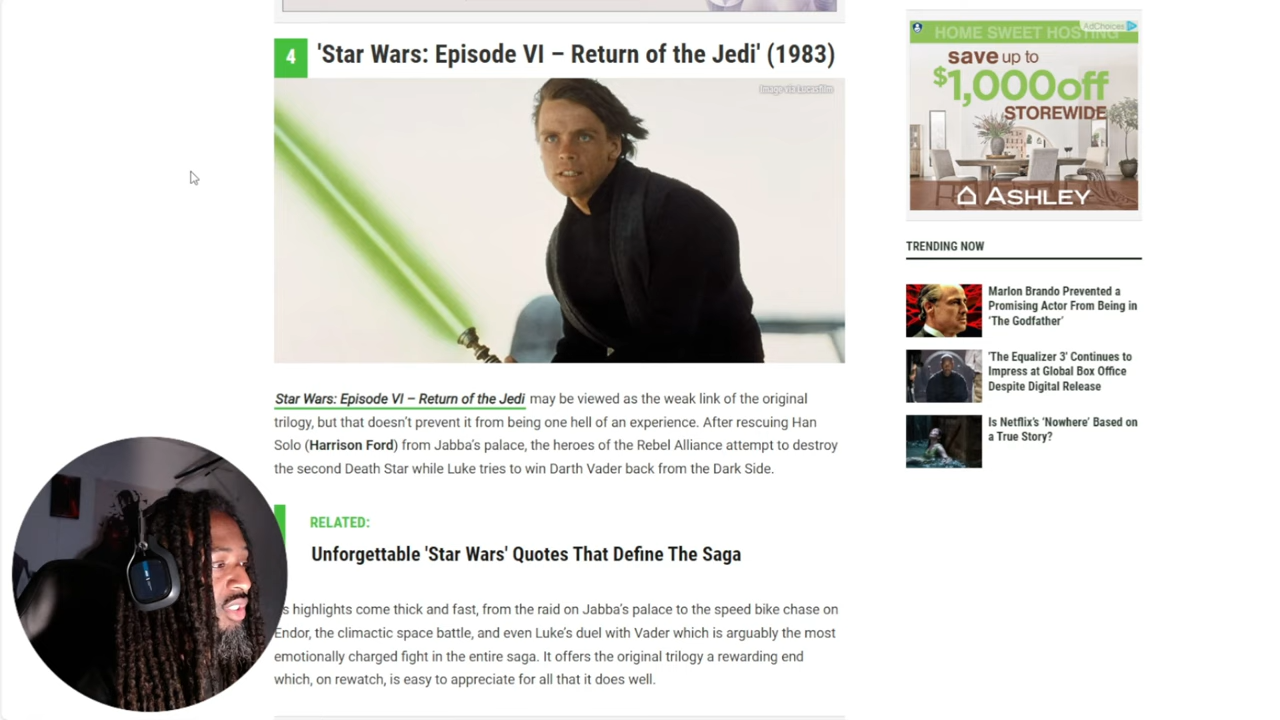 4
'Star Wars: Episode VI – Return of the Jedi' (1983)
Image via Lucasfilm
Star Wars: Episode VI – Return of the Jedi may be viewed as the weak link of the original
trilogy, but that doesn't prevent it from being one hell of an experience. After rescuing Han
Solo (Harrison Ford) from Jabba's palace, the heroes of the Rebel Alliance attempt to destroy
the second Death Star while Luke tries to win Darth Vader back from the Dark Side.
RELATED:
Unforgettable 'Star Wars' Quotes That Define The Saga
s highlights come thick and fast, from the raid on Jabba's palace to the speed bike chase on
Endor, the climactic space battle, and even Luke's duel with Vader which is arguably the most
emotionally charged fight in the entire saga. It offers the original trilogy a rewarding end
which, on rewatch, is easy to appreciate for all that it does well.
AdChoices
HOME SWEET HOSTING
save up to
$1,000 off
STOREWIDE
ASHLEY
TRENDING NOW
Marlon Brando Prevented a
Promising Actor From Being in
'The Godfather'
'The Equalizer 3' Continues to
Impress at Global Box Office
Despite Digital Release
Is Netflix's 'Nowhere' Based on
a True Story?